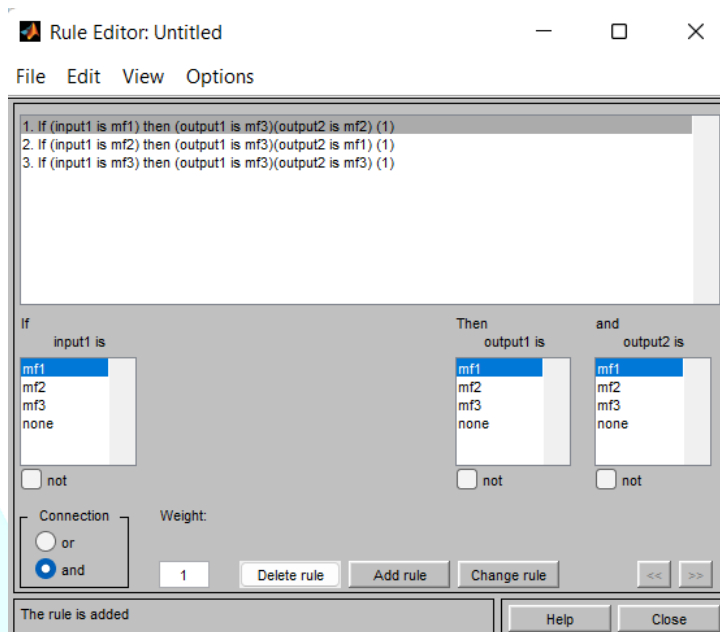 Rule Editor: Untitled
File Edit View Options
1. If (input1 is mf1) then (output1 is mf3)(output2 is mf2) (1)
2. If (input1 is mf2) then (output1 is mf3)(output2 is mf1) (1)
3. If (input1 is mf3) then (output1 is mf3)(output2 is mf3) (1)
If
input1 is
mf1
mf2
mf3
none
not
Then
output1 is
mf1
mf2
mf3
none
not
and
output2 is
mf1
mf2
mf3
none
not
Connection
or
and
Weight:
1
Delete rule
Add rule
Change rule
<<
>>
The rule is added
Help
Close